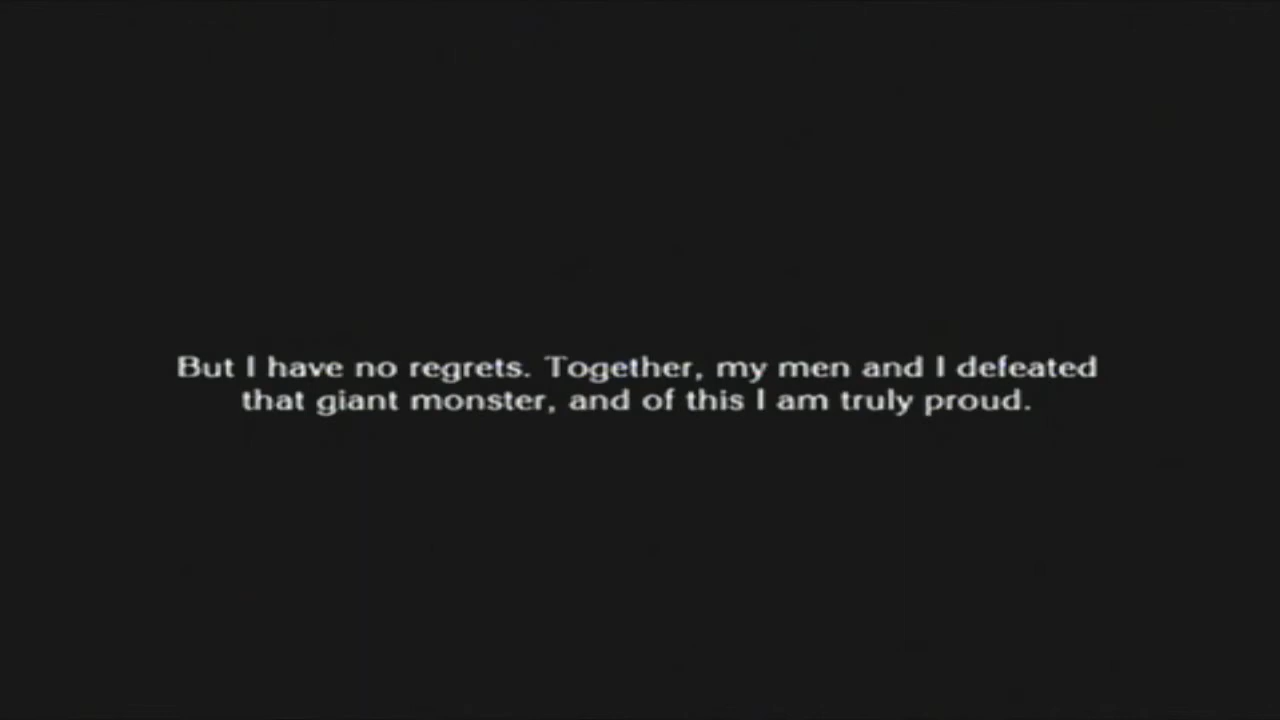 But I have no regrets. Together, my men and I defeated
that giant monster, and of this I am truly proud.